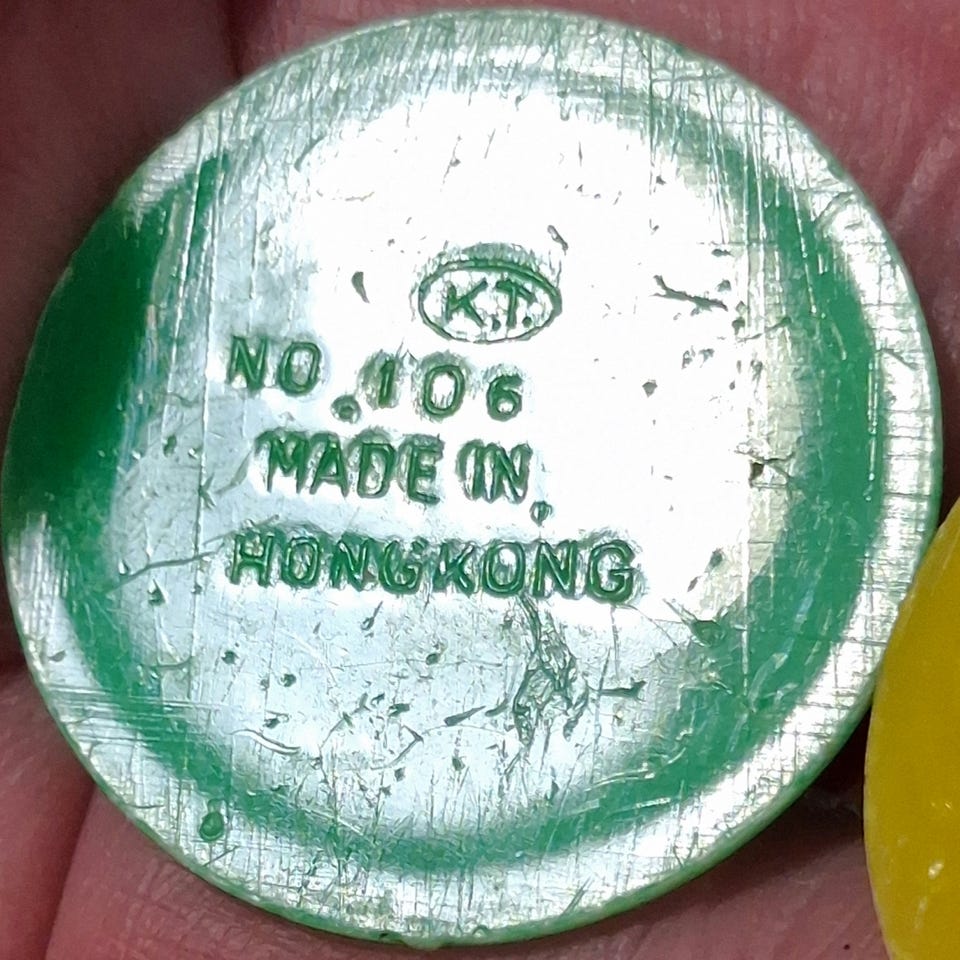 K.T.
NO.106
MADE IN
HONGKONG